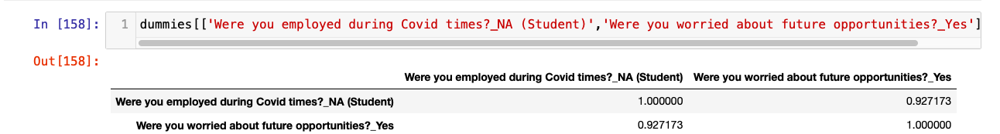 In [158]: 1 dummies[['Were you employed during Covid times?_NA (Student)','Were you worried about future opportunities?_Yes']
Out[158]:
Were you employed during Covid times?_NA (Student) Were you worried about future opportunities?_Yes
Were you employed during Covid times?_NA (Student) 1.000000 0.927173
Were you worried about future opportunities?_Yes 0.927173 1.000000